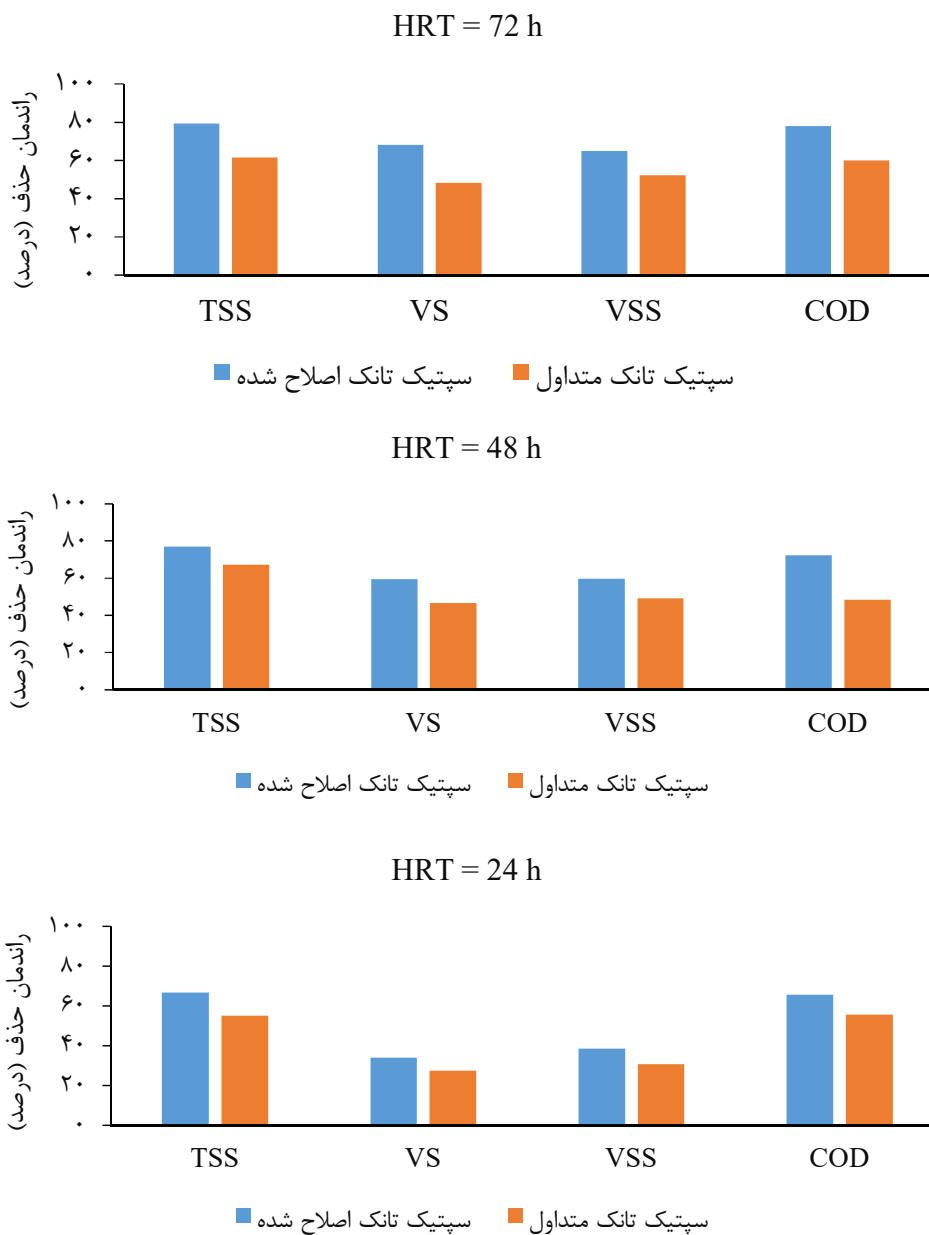 HRT = 72 h
راندمان حذف (درصد)
۱۰۰
۸۰
۶۰
۴۰
۲۰
۰
TSS VS VSS COD
سپتیک تانک اصلاح شده سپتیک تانک متداول
HRT = 48 h
راندمان حذف (درصد)
۱۰۰
۸۰
۶۰
۴۰
۲۰
۰
TSS VS VSS COD
سپتیک تانک اصلاح شده سپتیک تانک متداول
HRT = 24 h
راندمان حذف (درصد)
۱۰۰
۸۰
۶۰
۴۰
۲۰
۰
TSS VS VSS COD
سپتیک تانک اصلاح شده سپتیک تانک متداول